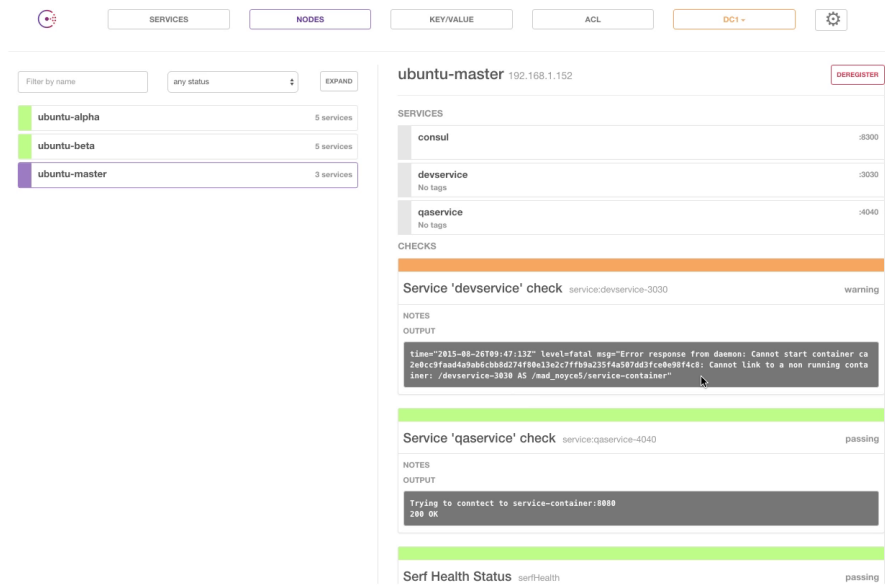 SERVICES
NODES
KEY/VALUE
ACL
DC1
Filter by name
any status
EXPAND
ubuntu-alpha 5 services
ubuntu-beta 5 services
ubuntu-master 3 services
ubuntu-master 192.168.1.152
DEREGISTER
SERVICES
consul :8300
devservice :3030
No tags
qaservice :4040
No tags
CHECKS
Service 'devservice' check service:devservice-3030 warning
NOTES
OUTPUT
time="2015-08-26T09:47:13Z" level=fatal msg="Error response from daemon: Cannot start container ca
2e0cc9faad4a9ab6cbb8d274f80e13e2c7ffb9a235f4a507dd3fce0e98f4c8: Cannot link to a non running conta
iner: /devservice-3030 AS /mad_noyce5/service-container"
Service 'qaservice' check service:qaservice-4040 passing
NOTES
OUTPUT
Trying to conntect to service-container:8080
200 OK
Serf Health Status serfHealth passing